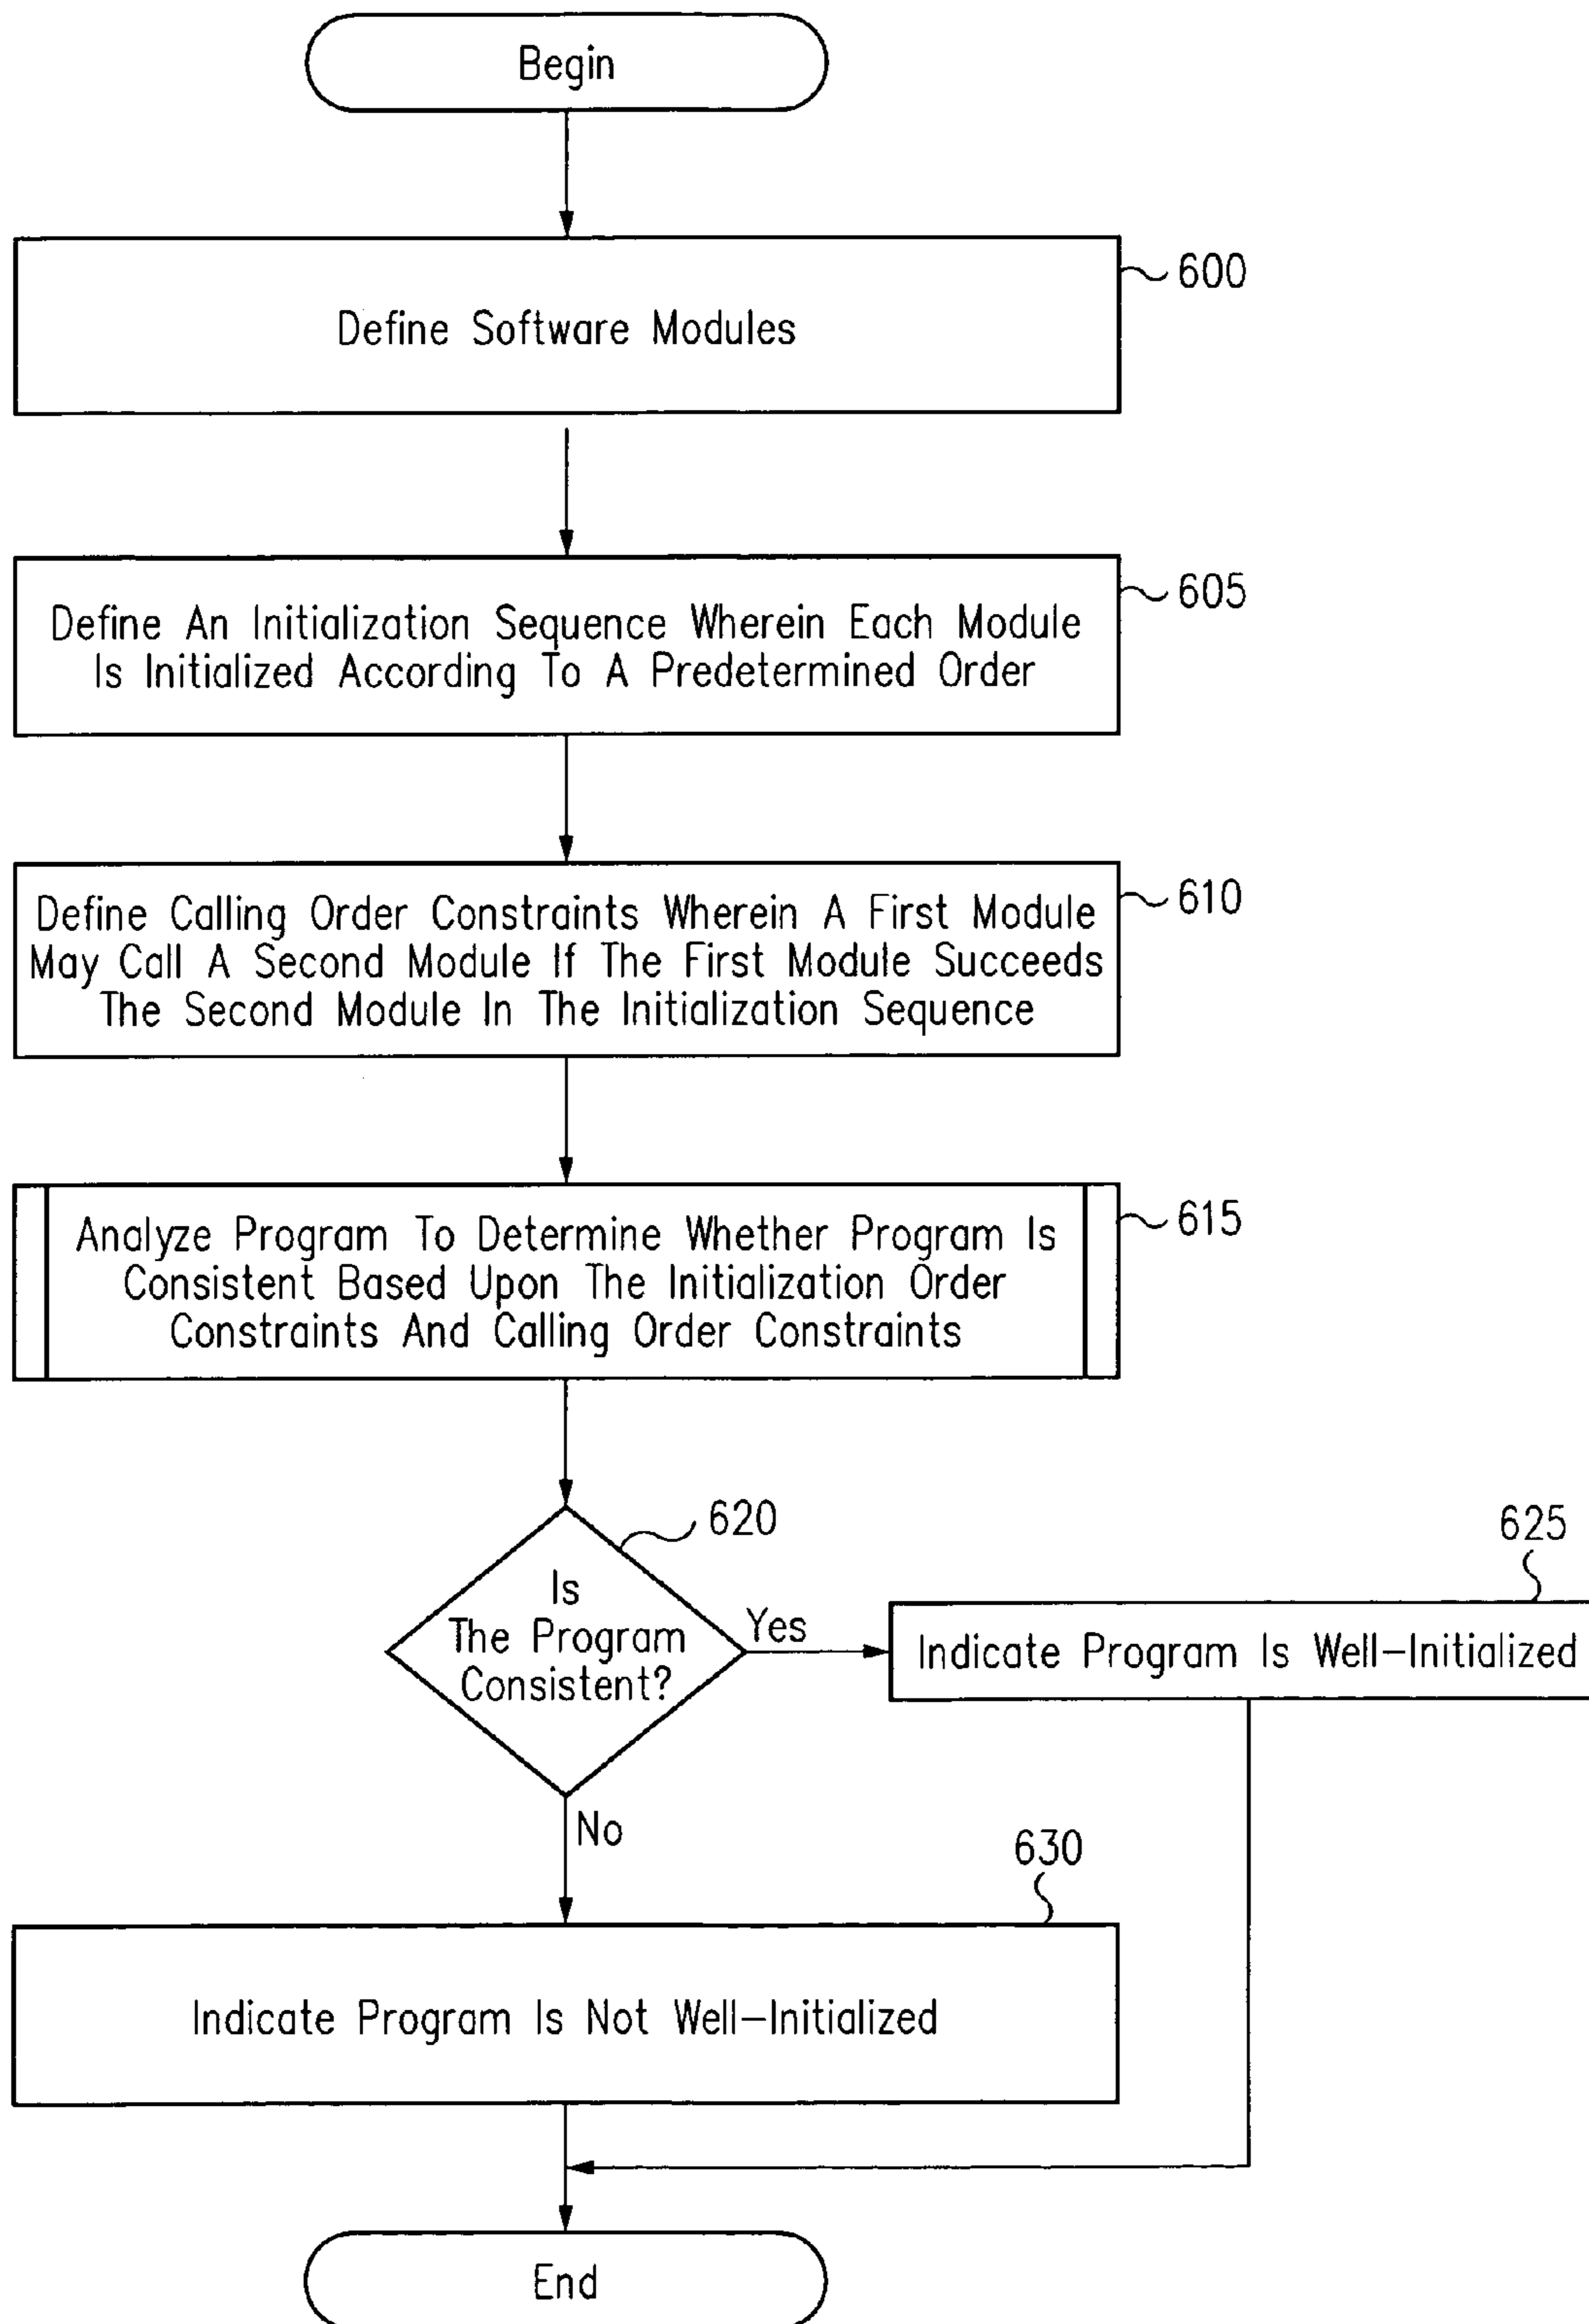 Begin
600
Define Software Modules
605
Define An Initialization Sequence Wherein Each Module
Is Initialized According To A Predetermined Order
610
Define Calling Order Constraints Wherein A First Module
May Call A Second Module If The First Module Succeeds
The Second Module In The Initialization Sequence
615
Analyze Program To Determine Whether Program Is
Consistent Based Upon The Initialization Order
Constraints And Calling Order Constraints
620
Is
The Program
Consistent?
Yes
625
Indicate Program Is Well-Initialized
No
630
Indicate Program Is Not Well-Initialized
End